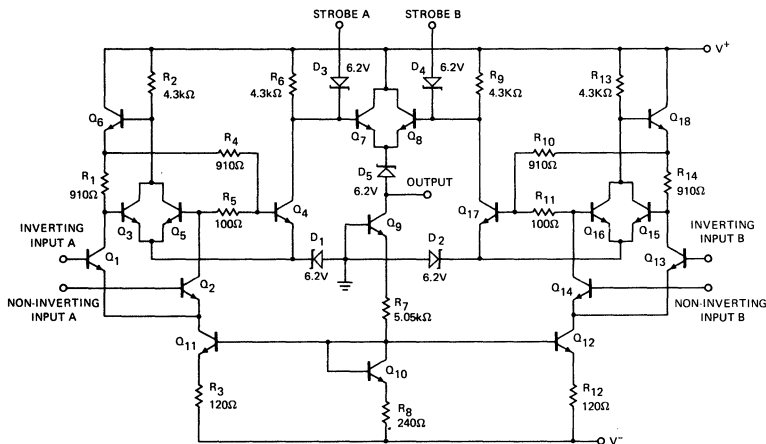 STROBE A
STROBE B
V+
R2
4.3kΩ
R6
4.3kΩ
D3
6.2V
D4
6.2V
R9
4.3KΩ
R13
4.3KΩ
Q6
Q7
Q8
Q18
R4
910Ω
R10
910Ω
R1
910Ω
D5
6.2V
R14
910Ω
R5
100Ω
OUTPUT
R11
100Ω
Q3
Q5
Q4
Q9
Q17
Q16
Q15
INVERTING
INPUT A
Q1
D1
6.2V
D2
6.2V
Q13
INVERTING
INPUT B
Q2
Q14
NON-INVERTING
INPUT A
NON-INVERTING
INPUT B
R7
5.05kΩ
Q11
Q12
Q10
R3
120Ω
R8
240Ω
R12
120Ω
V-